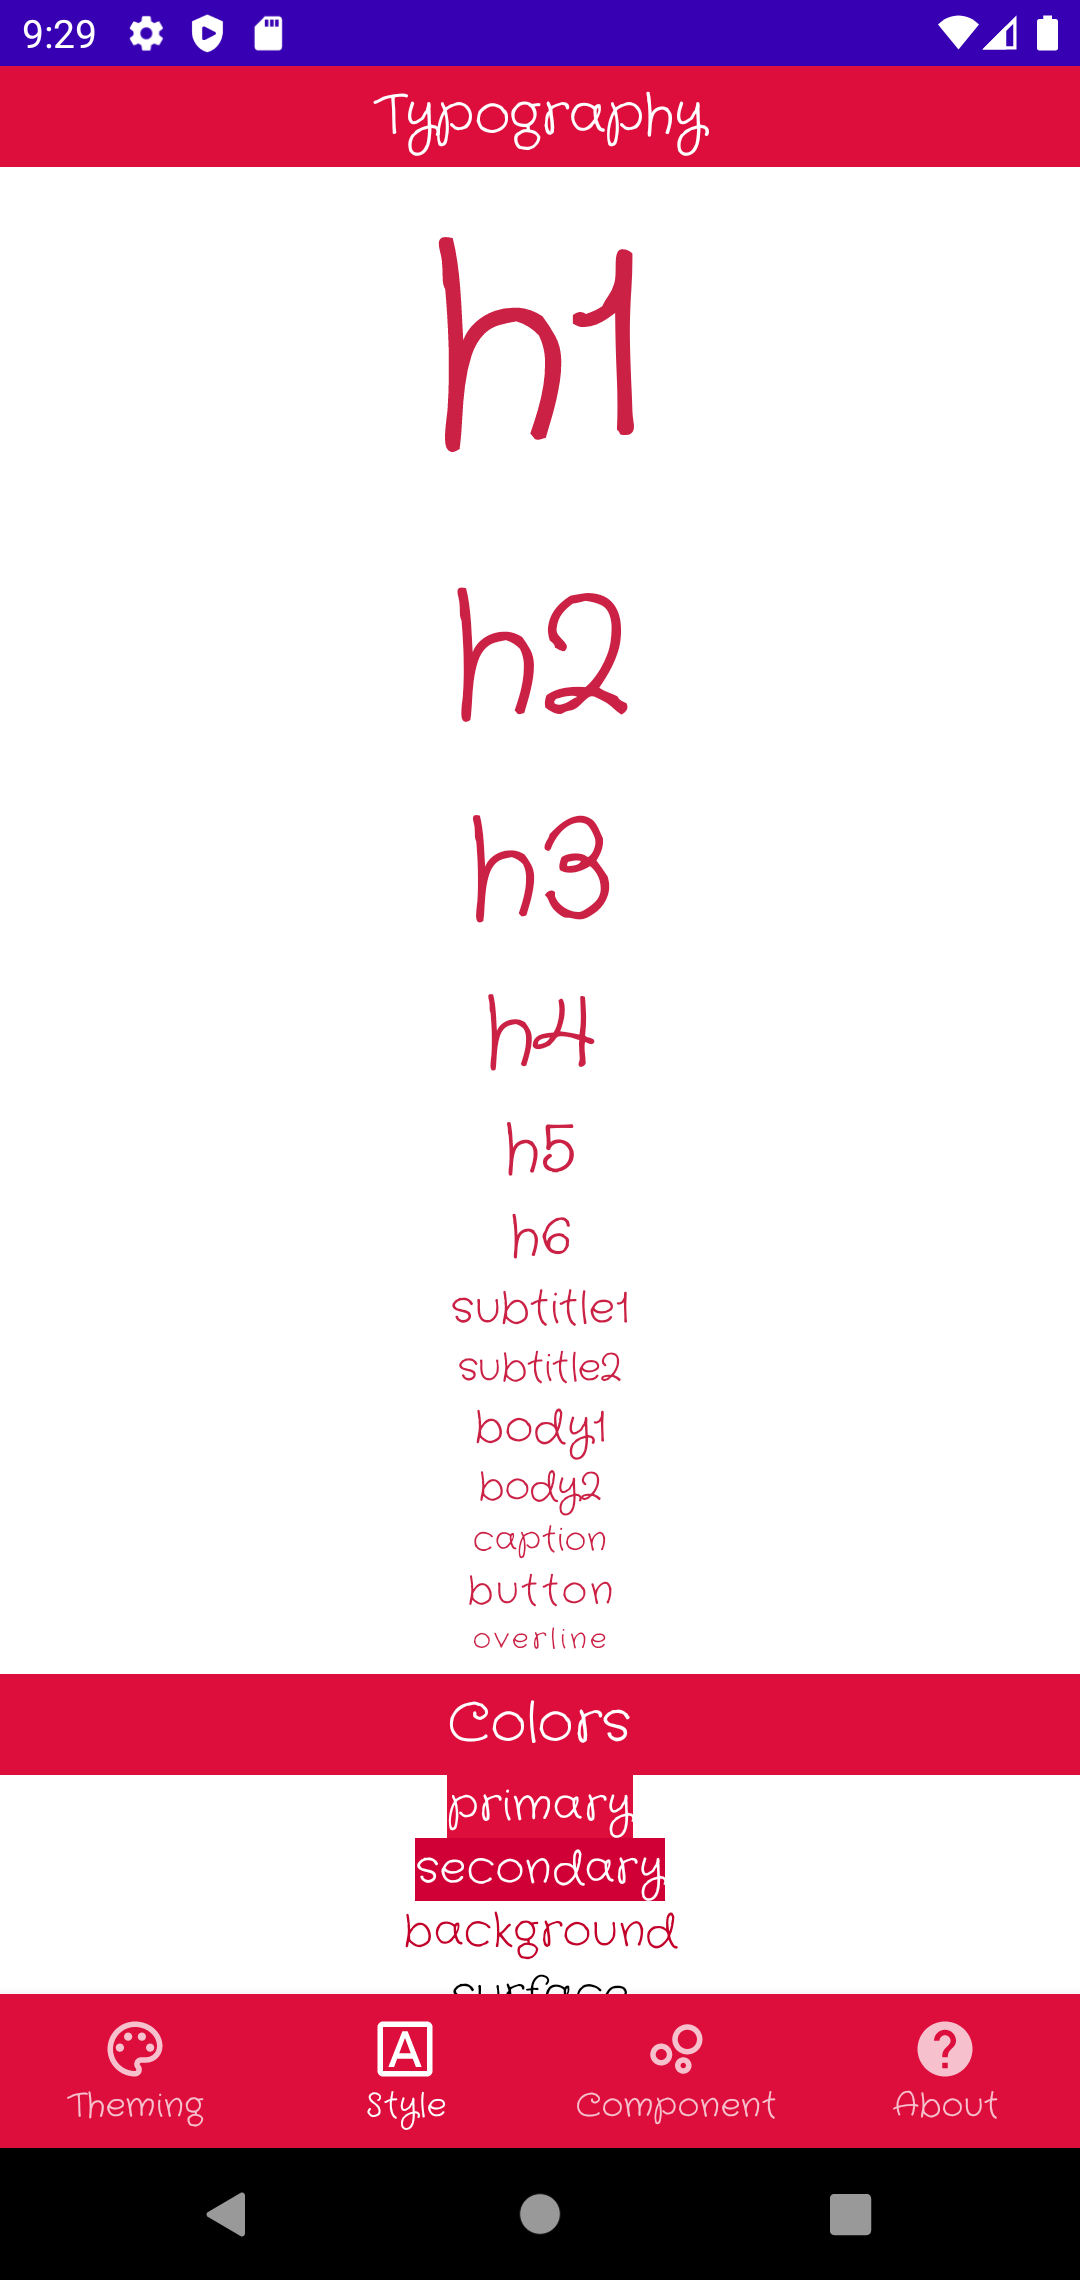 9:29
Typography
h1
h2
h3
h4
h5
h6
subtitle1
subtitle2
body1
body2
caption
button
overline
Colors
primary
secondary
background
surface
Theming
Style
Component
About